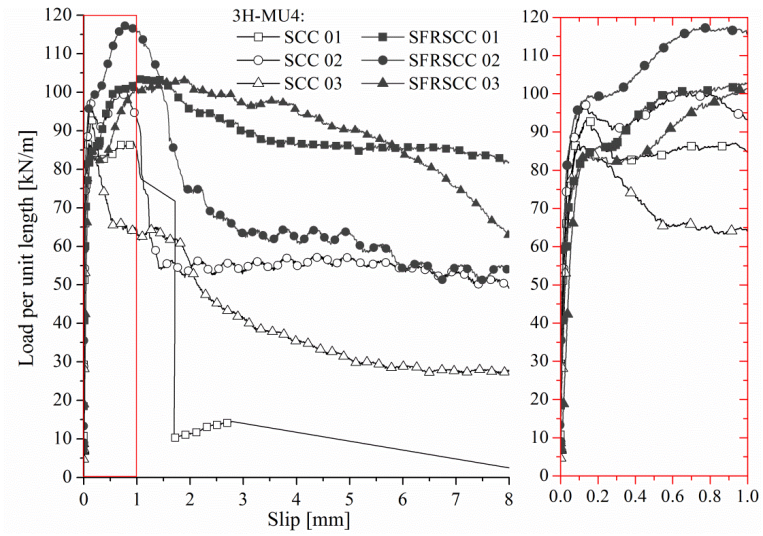 3H-MU4:
SCC 01
SFRSCC 01
SCC 02
SFRSCC 02
SCC 03
SFRSCC 03
Load per unit length [kN/m]
120
110
100
90
80
70
60
50
40
30
20
10
0
0 1 2 3 4 5 6 7 8
Slip [mm]
120
110
100
90
80
70
60
50
40
30
20
10
0
0.0 0.2 0.4 0.6 0.8 1.0